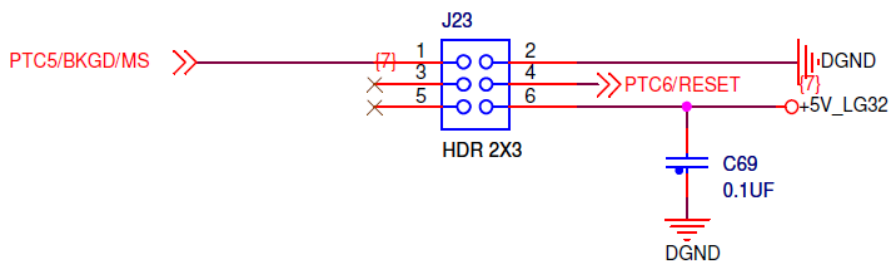 J23
PTC5/BKGD/MS {7} 1 2 DGND
3 4 PTC6/RESET {7}
5 6 +5V_LG32
HDR 2X3
C69
0.1UF
DGND